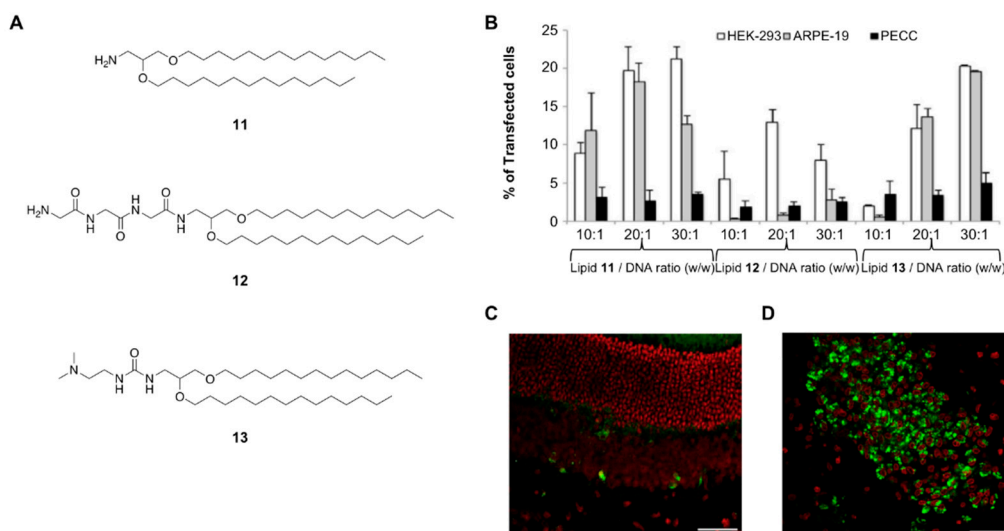 A
H₂N
O
O
11
H₂N
O
H
N
O
N
H
O
H
N
O
O
12
N
O
N
H
N
H
O
O
13
B
HEK-293 ARPE-19 PECC
% of Transfected cells
25
20
15
10
5
0
10:1 20:1 30:1 10:1 20:1 30:1 10:1 20:1 30:1
Lipid 11 / DNA ratio (w/w) Lipid 12 / DNA ratio (w/w) Lipid 13 / DNA ratio (w/w)
C
D